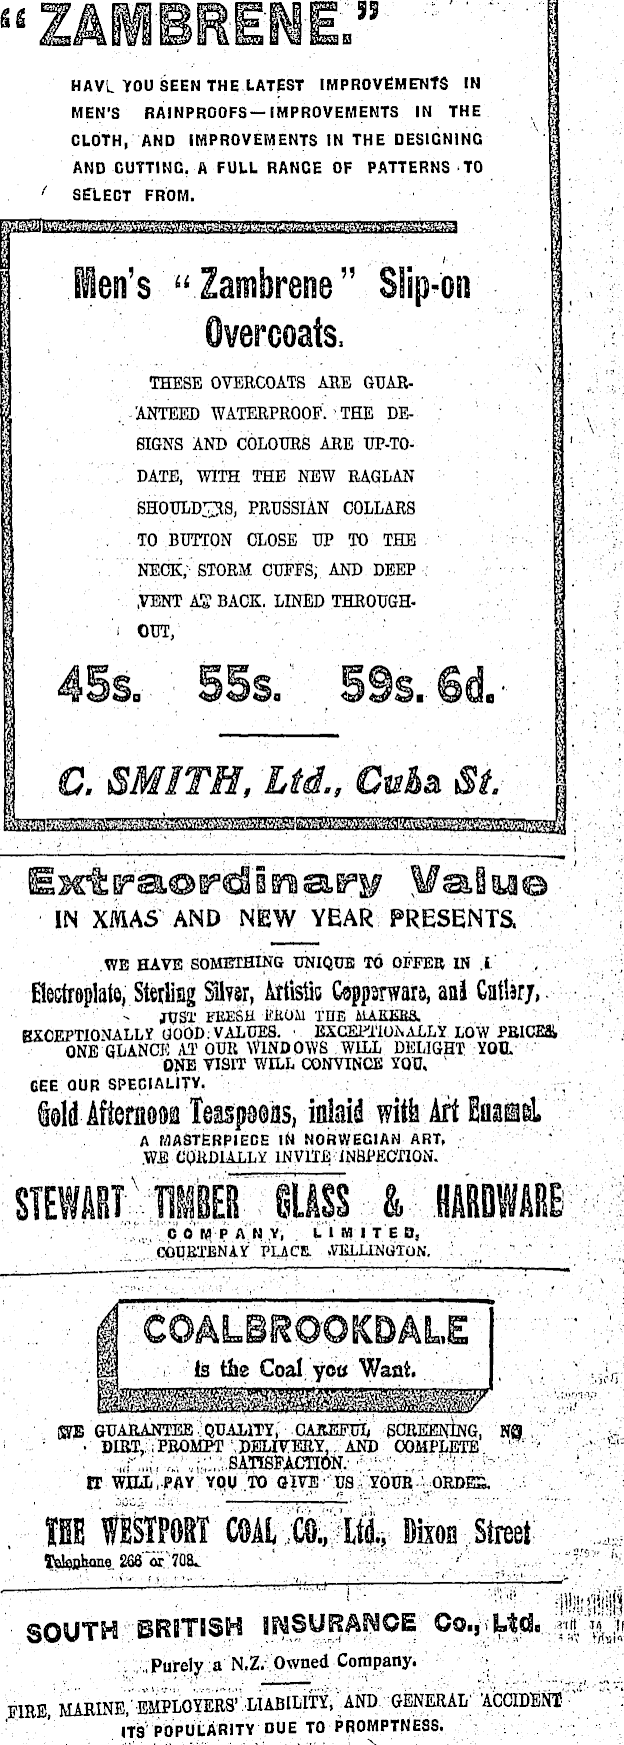 "ZAMBRENE."
HAVE YOU SEEN THE LATEST IMPROVEMENTS IN
MEN'S RAINPROOFS—IMPROVEMENTS IN THE
CLOTH, AND IMPROVEMENTS IN THE DESIGNING
AND CUTTING. A FULL RANGE OF PATTERNS TO
SELECT FROM.
Men's "Zambrene" Slip-on
Overcoats.
THESE OVERCOATS ARE GUAR-
ANTEED WATERPROOF. THE DE-
SIGNS AND COLOURS ARE UP-TO-
DATE, WITH THE NEW RAGLAN
SHOULDERS, PRUSSIAN COLLARS
TO BUTTON CLOSE UP TO THE
NECK, STORM CUFFS, AND DEEP
VENT AT BACK. LINED THROUGH-
OUT,
45s. 55s. 59s. 6d.
C. SMITH, Ltd., Cuba St.
Extraordinary Value
IN XMAS AND NEW YEAR PRESENTS.
WE HAVE SOMETHING UNIQUE TO OFFER IN
Electroplate, Sterling Silver, Artistic Copperware, and Cutlery,
JUST FRESH FROM THE MAKERS.
EXCEPTIONALLY GOOD VALUES. EXCEPTIONALLY LOW PRICES,
ONE GLANCE AT OUR WINDOWS WILL DELIGHT YOU.
ONE VISIT WILL CONVINCE YOU.
SEE OUR SPECIALITY.
Gold Afternoon Teaspoons, inlaid with Art Enamel.
A MASTERPIECE IN NORWEGIAN ART.
WE CORDIALLY INVITE INSPECTION.
STEWART TIMBER GLASS & HARDWARE
COMPANY, LIMITED,
COURTENAY PLACE. WELLINGTON.
COALBROOKDALE
Is the Coal you Want.
WE GUARANTEE QUALITY, CAREFUL SCREENING, NO
DIRT, PROMPT DELIVERY, AND COMPLETE
SATISFACTION.
IT WILL PAY YOU TO GIVE US YOUR ORDER.
THE WESTPORT COAL CO., Ltd., Dixon Street
Telephone 266 or 708.
SOUTH BRITISH INSURANCE Co., Ltd.
Purely a N.Z. Owned Company.
FIRE, MARINE, EMPLOYERS' LIABILITY, AND GENERAL ACCIDENT
ITS POPULARITY DUE TO PROMPTNESS.